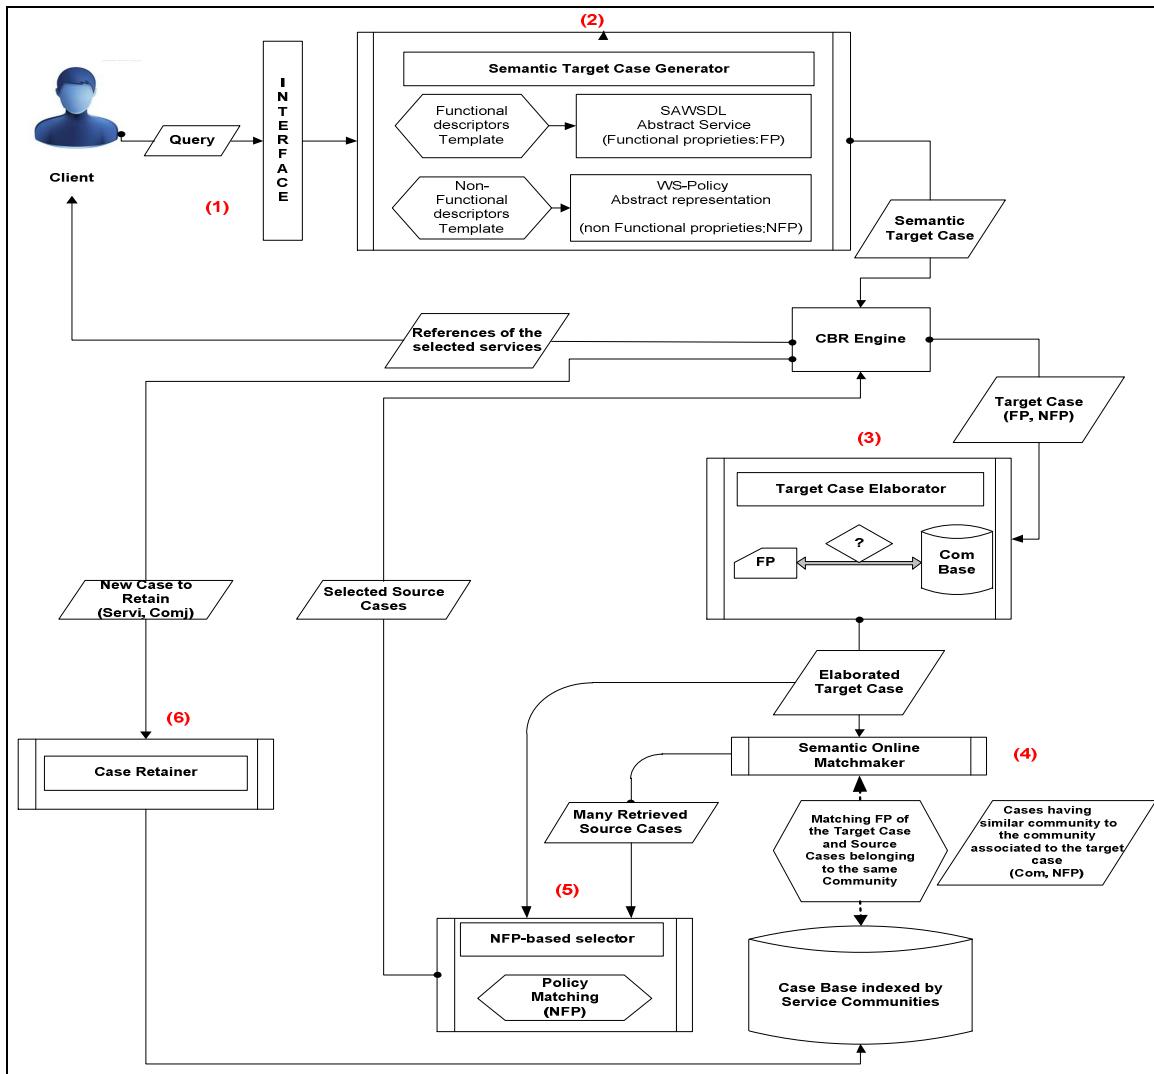 (2)
Semantic Target Case Generator
Functional
descriptors
Template
SAWSDL
Abstract Service
(Functional proprieties:FP)
Non-
Functional
descriptors
Template
WS-Policy
Abstract representation
(non Functional proprieties;NFP)
Query
INTERFACE
Client
(1)
Semantic
Target Case
References of the
selected services
CBR Engine
Target Case
(FP, NFP)
(3)
Target Case Elaborator
?
FP
Com
Base
New Case to
Retain
(Servi, Comj)
Selected Source
Cases
Elaborated
Target Case
(6)
Case Retainer
Semantic Online
Matchmaker
(4)
Many Retrieved
Source Cases
Matching FP of
the Target Case
and Source
Cases belonging
to the same
Community
Cases having
similar community to
the community
associated to the target
case
(Com, NFP)
(5)
NFP-based selector
Policy
Matching
(NFP)
Case Base indexed by
Service Communities